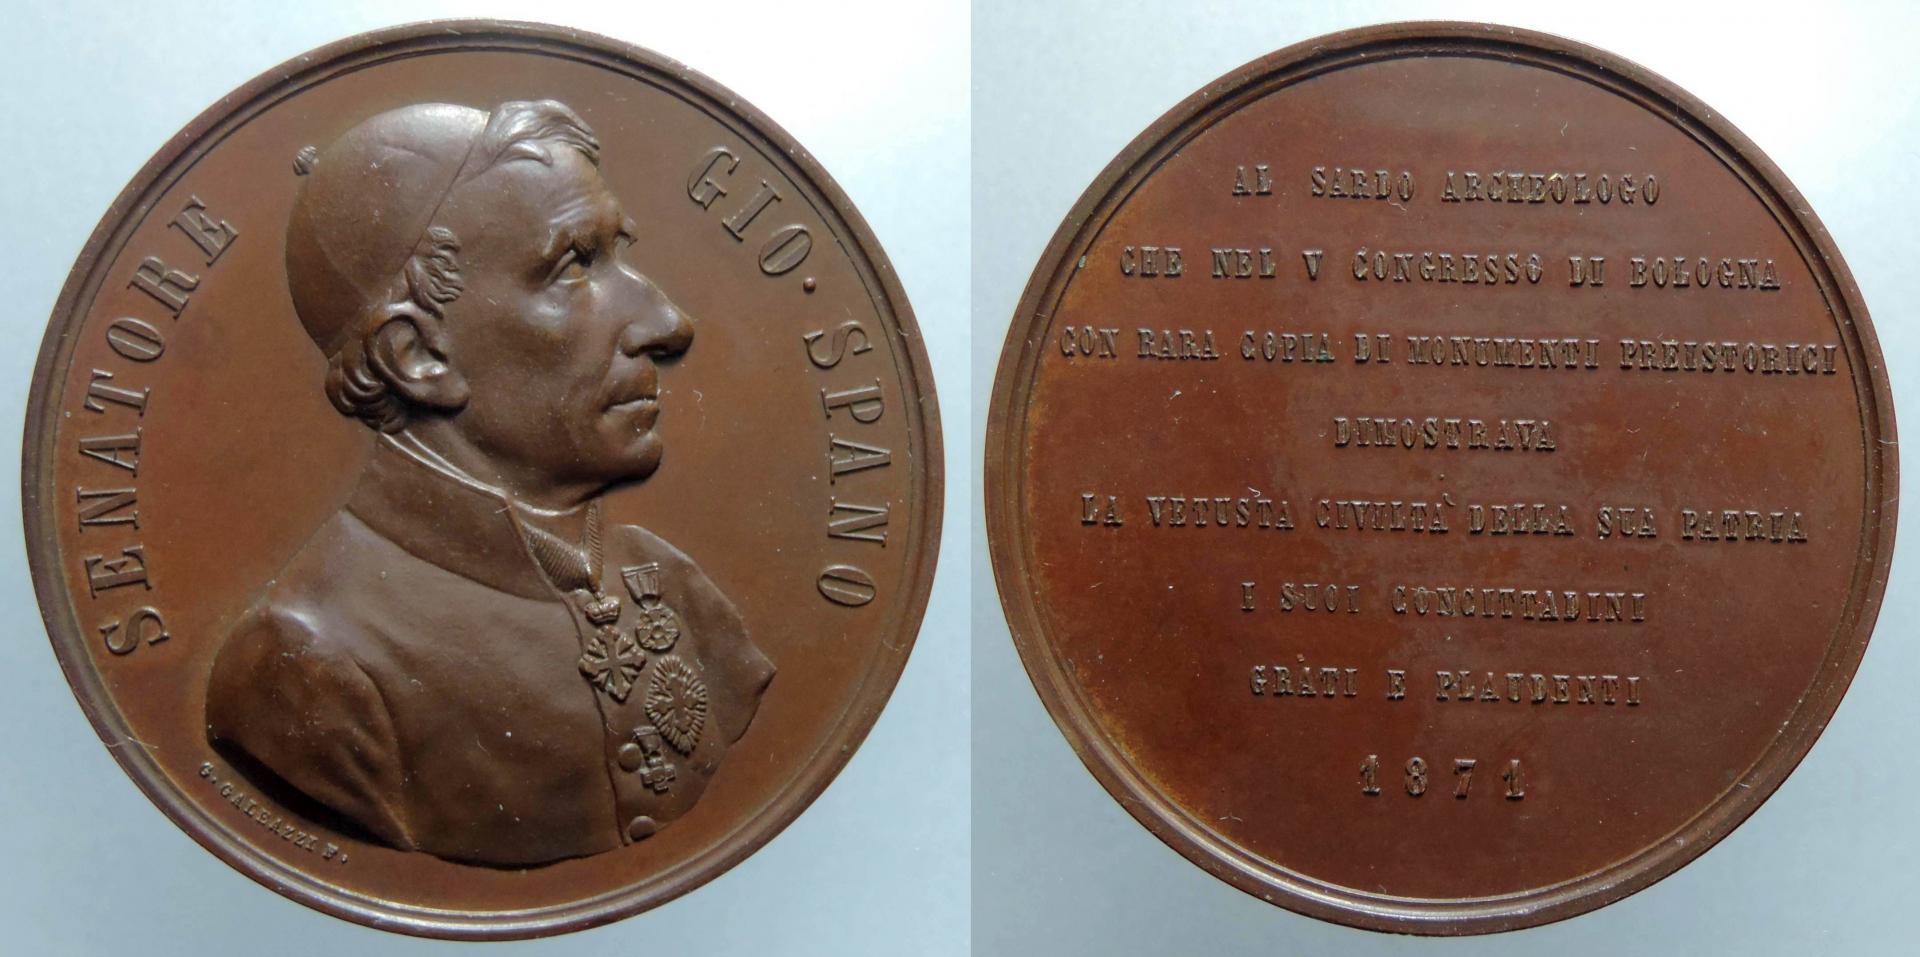 SENATORE GIO. SPANO
G. GALEAZZI F.
AL SARDO ARCHEOLOGO
CHE NEL V CONGRESSO DI BOLOGNA
CON RARA COPIA DI MONUMENTI PREISTORICI
DIMOSTRAVA
LA VETUSTA CIVILTÀ DELLA SUA PATRIA
I SUOI CONCITTADINI
GRATI E PLAUDENTI
1871